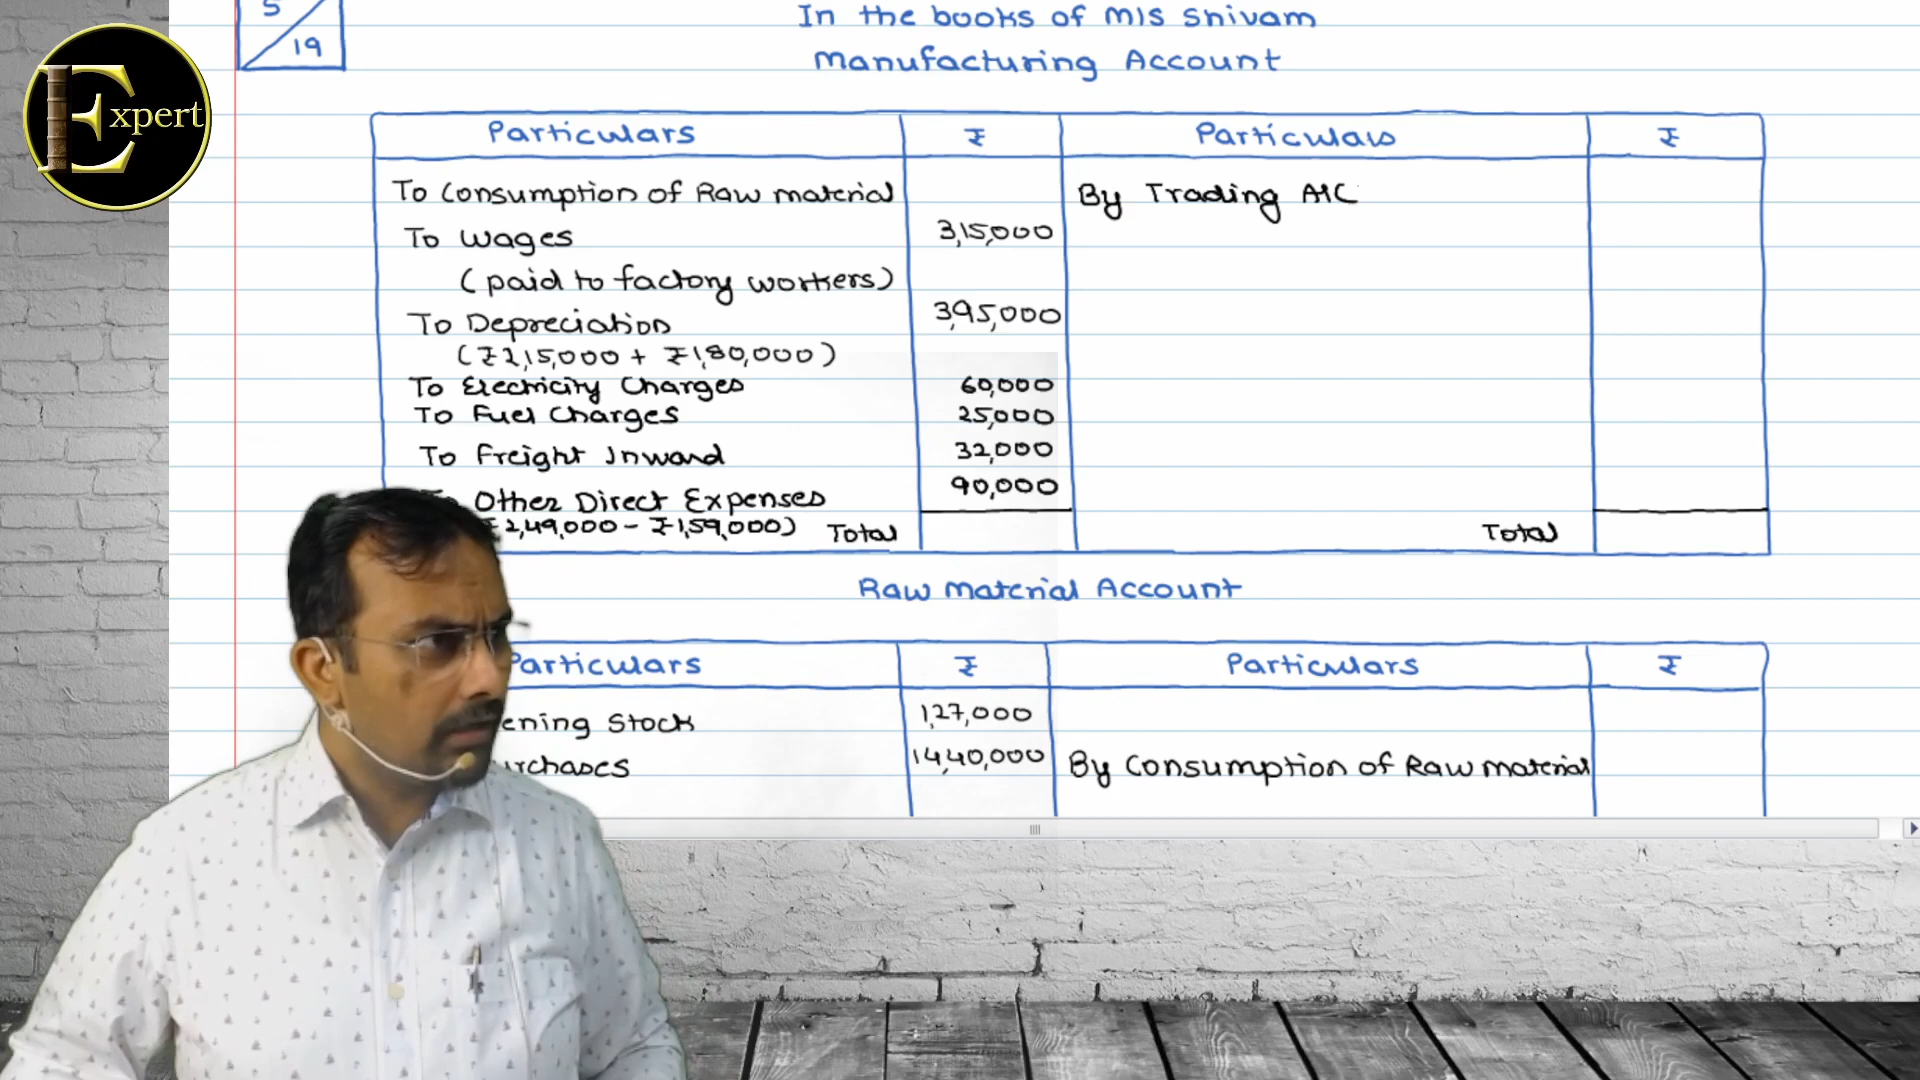 5
19
In the books of M/S Shivam
Manufacturing Account
Expert
Particulars ₹ Particulars ₹
To Consumption of Raw material By Trading A/C
To Wages 3,15,000
(paid to factory workers)
To Depreciation 3,95,000
(₹2,15,000 + ₹1,80,000)
To Electricity Charges 60,000
To Fuel Charges 25,000
To Freight Inward 32,000
Other Direct Expenses 90,000
₹2,49,000 - ₹1,59,000) Total Total
Raw Material Account
Particulars ₹ Particulars ₹
ening Stock 1,27,000
rchases 14,40,000 By Consumption of Raw material